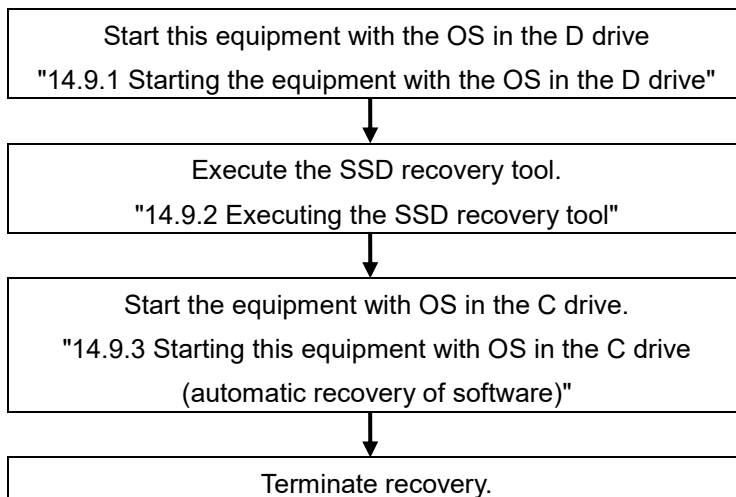 Start this equipment with the OS in the D drive
"14.9.1 Starting the equipment with the OS in the D drive"
Execute the SSD recovery tool.
"14.9.2 Executing the SSD recovery tool"
Start the equipment with OS in the C drive.
"14.9.3 Starting this equipment with OS in the C drive
(automatic recovery of software)"
Terminate recovery.